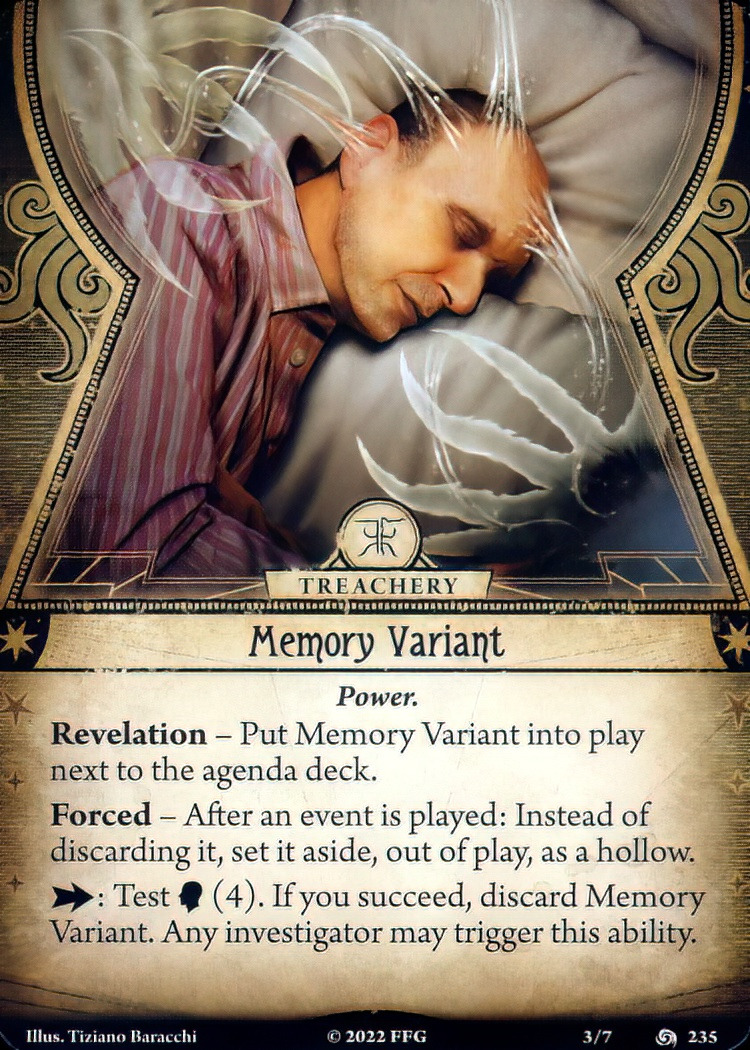 TREACHERY
Memory Variant
Power.
Revelation – Put Memory Variant into play
next to the agenda deck.
Forced – After an event is played: Instead of
discarding it, set it aside, out of play, as a hollow.
: Test (4). If you succeed, discard Memory
Variant. Any investigator may trigger this ability.
Illus. Tiziano Baracchi © 2022 FFG 3/7 235